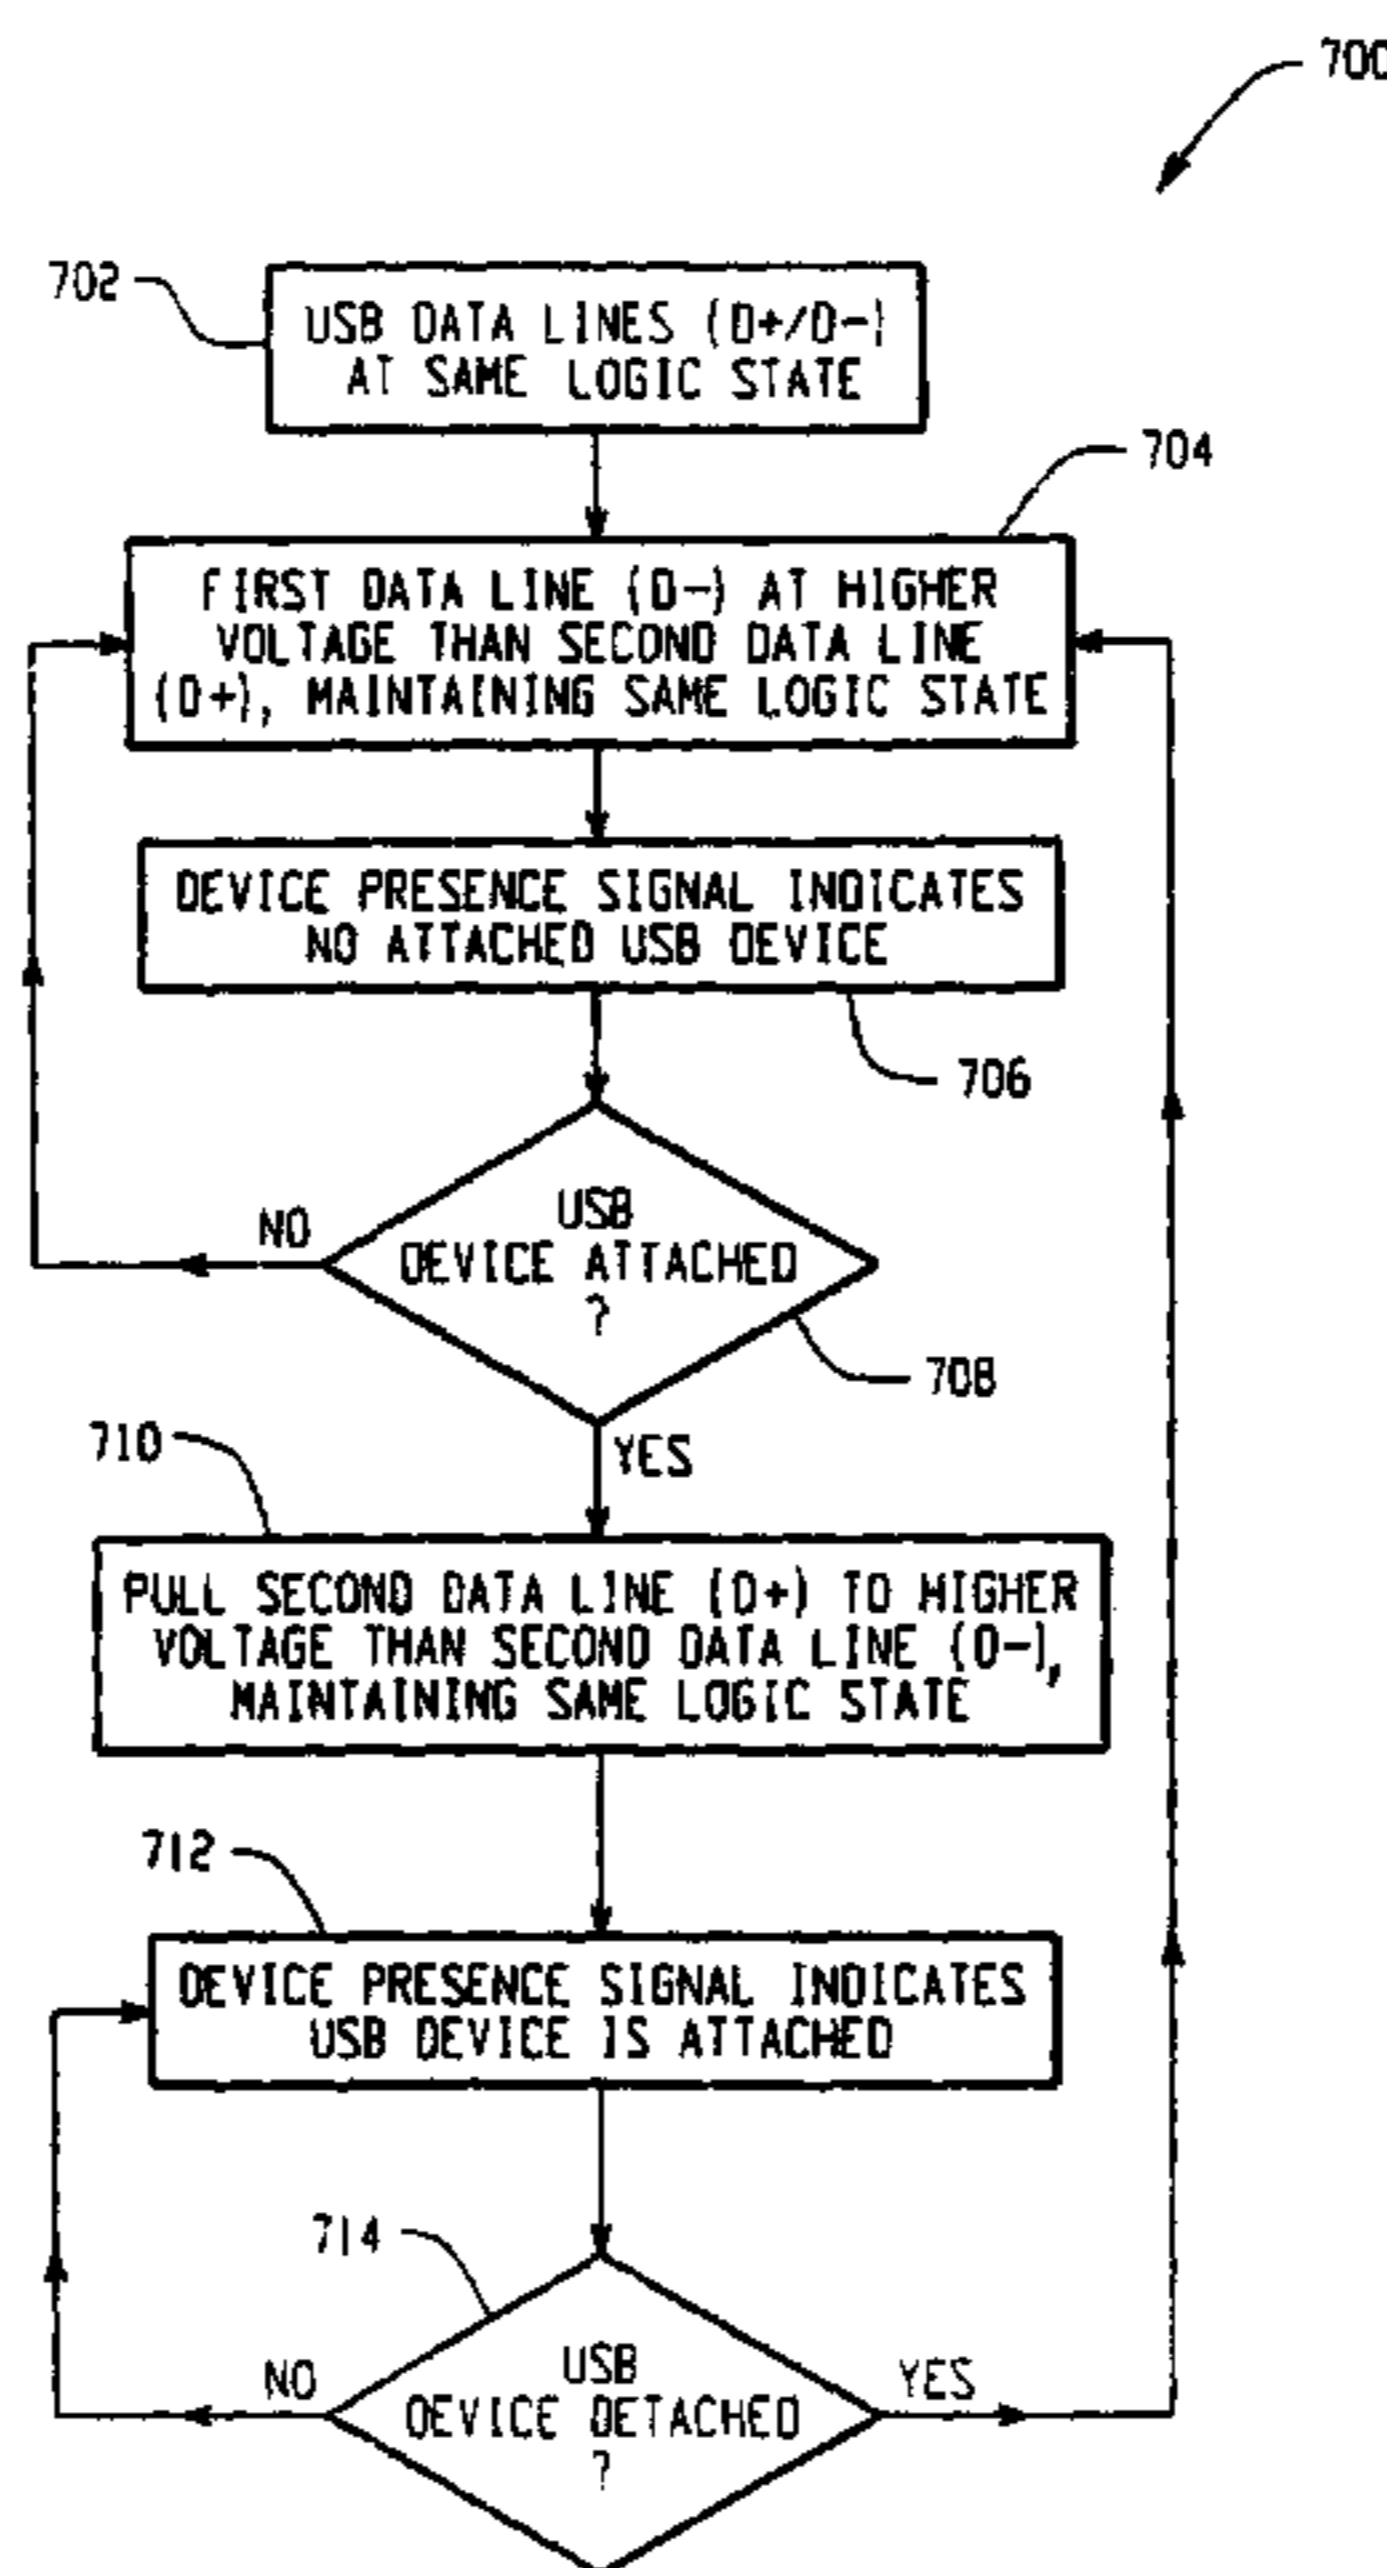 700
702
USB DATA LINES (D+/D-)
AT SAME LOGIC STATE
704
FIRST DATA LINE (D-) AT HIGHER
VOLTAGE THAN SECOND DATA LINE
(D+), MAINTAINING SAME LOGIC STATE
DEVICE PRESENCE SIGNAL INDICATES
NO ATTACHED USB DEVICE
706
USB
DEVICE ATTACHED
?
NO
708
YES
710
PULL SECOND DATA LINE (D+) TO HIGHER
VOLTAGE THAN SECOND DATA LINE (D-),
MAINTAINING SAME LOGIC STATE
712
DEVICE PRESENCE SIGNAL INDICATES
USB DEVICE IS ATTACHED
714
USB
DEVICE DETACHED
?
NO
YES